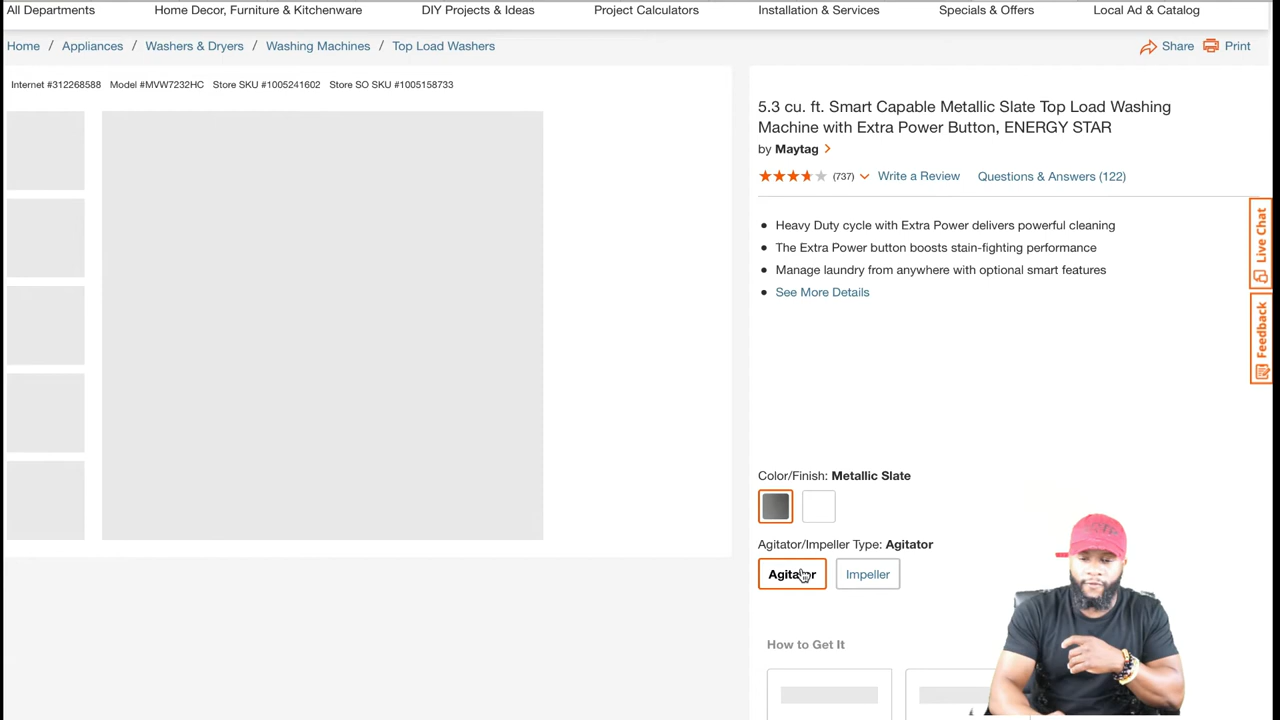 All Departments Home Decor, Furniture & Kitchenware DIY Projects & Ideas Project Calculators Installation & Services Specials & Offers Local Ad & Catalog
Home / Appliances / Washers & Dryers / Washing Machines / Top Load Washers
Share Print
Internet #312268588 Model #MVW7232HC Store SKU #1005241602 Store SO SKU #1005158733
5.3 cu. ft. Smart Capable Metallic Slate Top Load Washing
Machine with Extra Power Button, ENERGY STAR
by Maytag
(737) Write a Review Questions & Answers (122)
Heavy Duty cycle with Extra Power delivers powerful cleaning
The Extra Power button boosts stain-fighting performance
Manage laundry from anywhere with optional smart features
See More Details
Live Chat
Feedback
Color/Finish: Metallic Slate
Agitator/Impeller Type: Agitator
Agitator Impeller
How to Get It